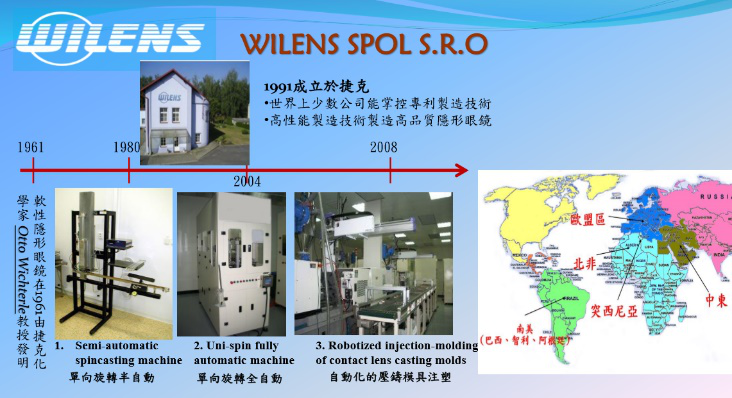 WILENS
WILENS SPOL S.R.O
WILENS
1991成立於捷克
•世界上少數公司能掌控專利製造技術
•高性能製造技術製造高品質隱形眼鏡
1961
1980
2004
2008
軟性隱形眼鏡在1961由捷克化
學家Otto Wichterle教授發明
1. Semi-automatic
spincasting machine
單向旋轉半自動
2. Uni-spin fully
automatic machine
單向旋轉全自動
3. Robotized injection-molding
of contact lens casting molds
自動化的壓鑄模具注塑
RUSSIA
歐盟區
北非
中東
突西尼亞
MEXICO
BRAZIL
INDIA
LIBYA
南美
(巴西、智利、阿根廷)